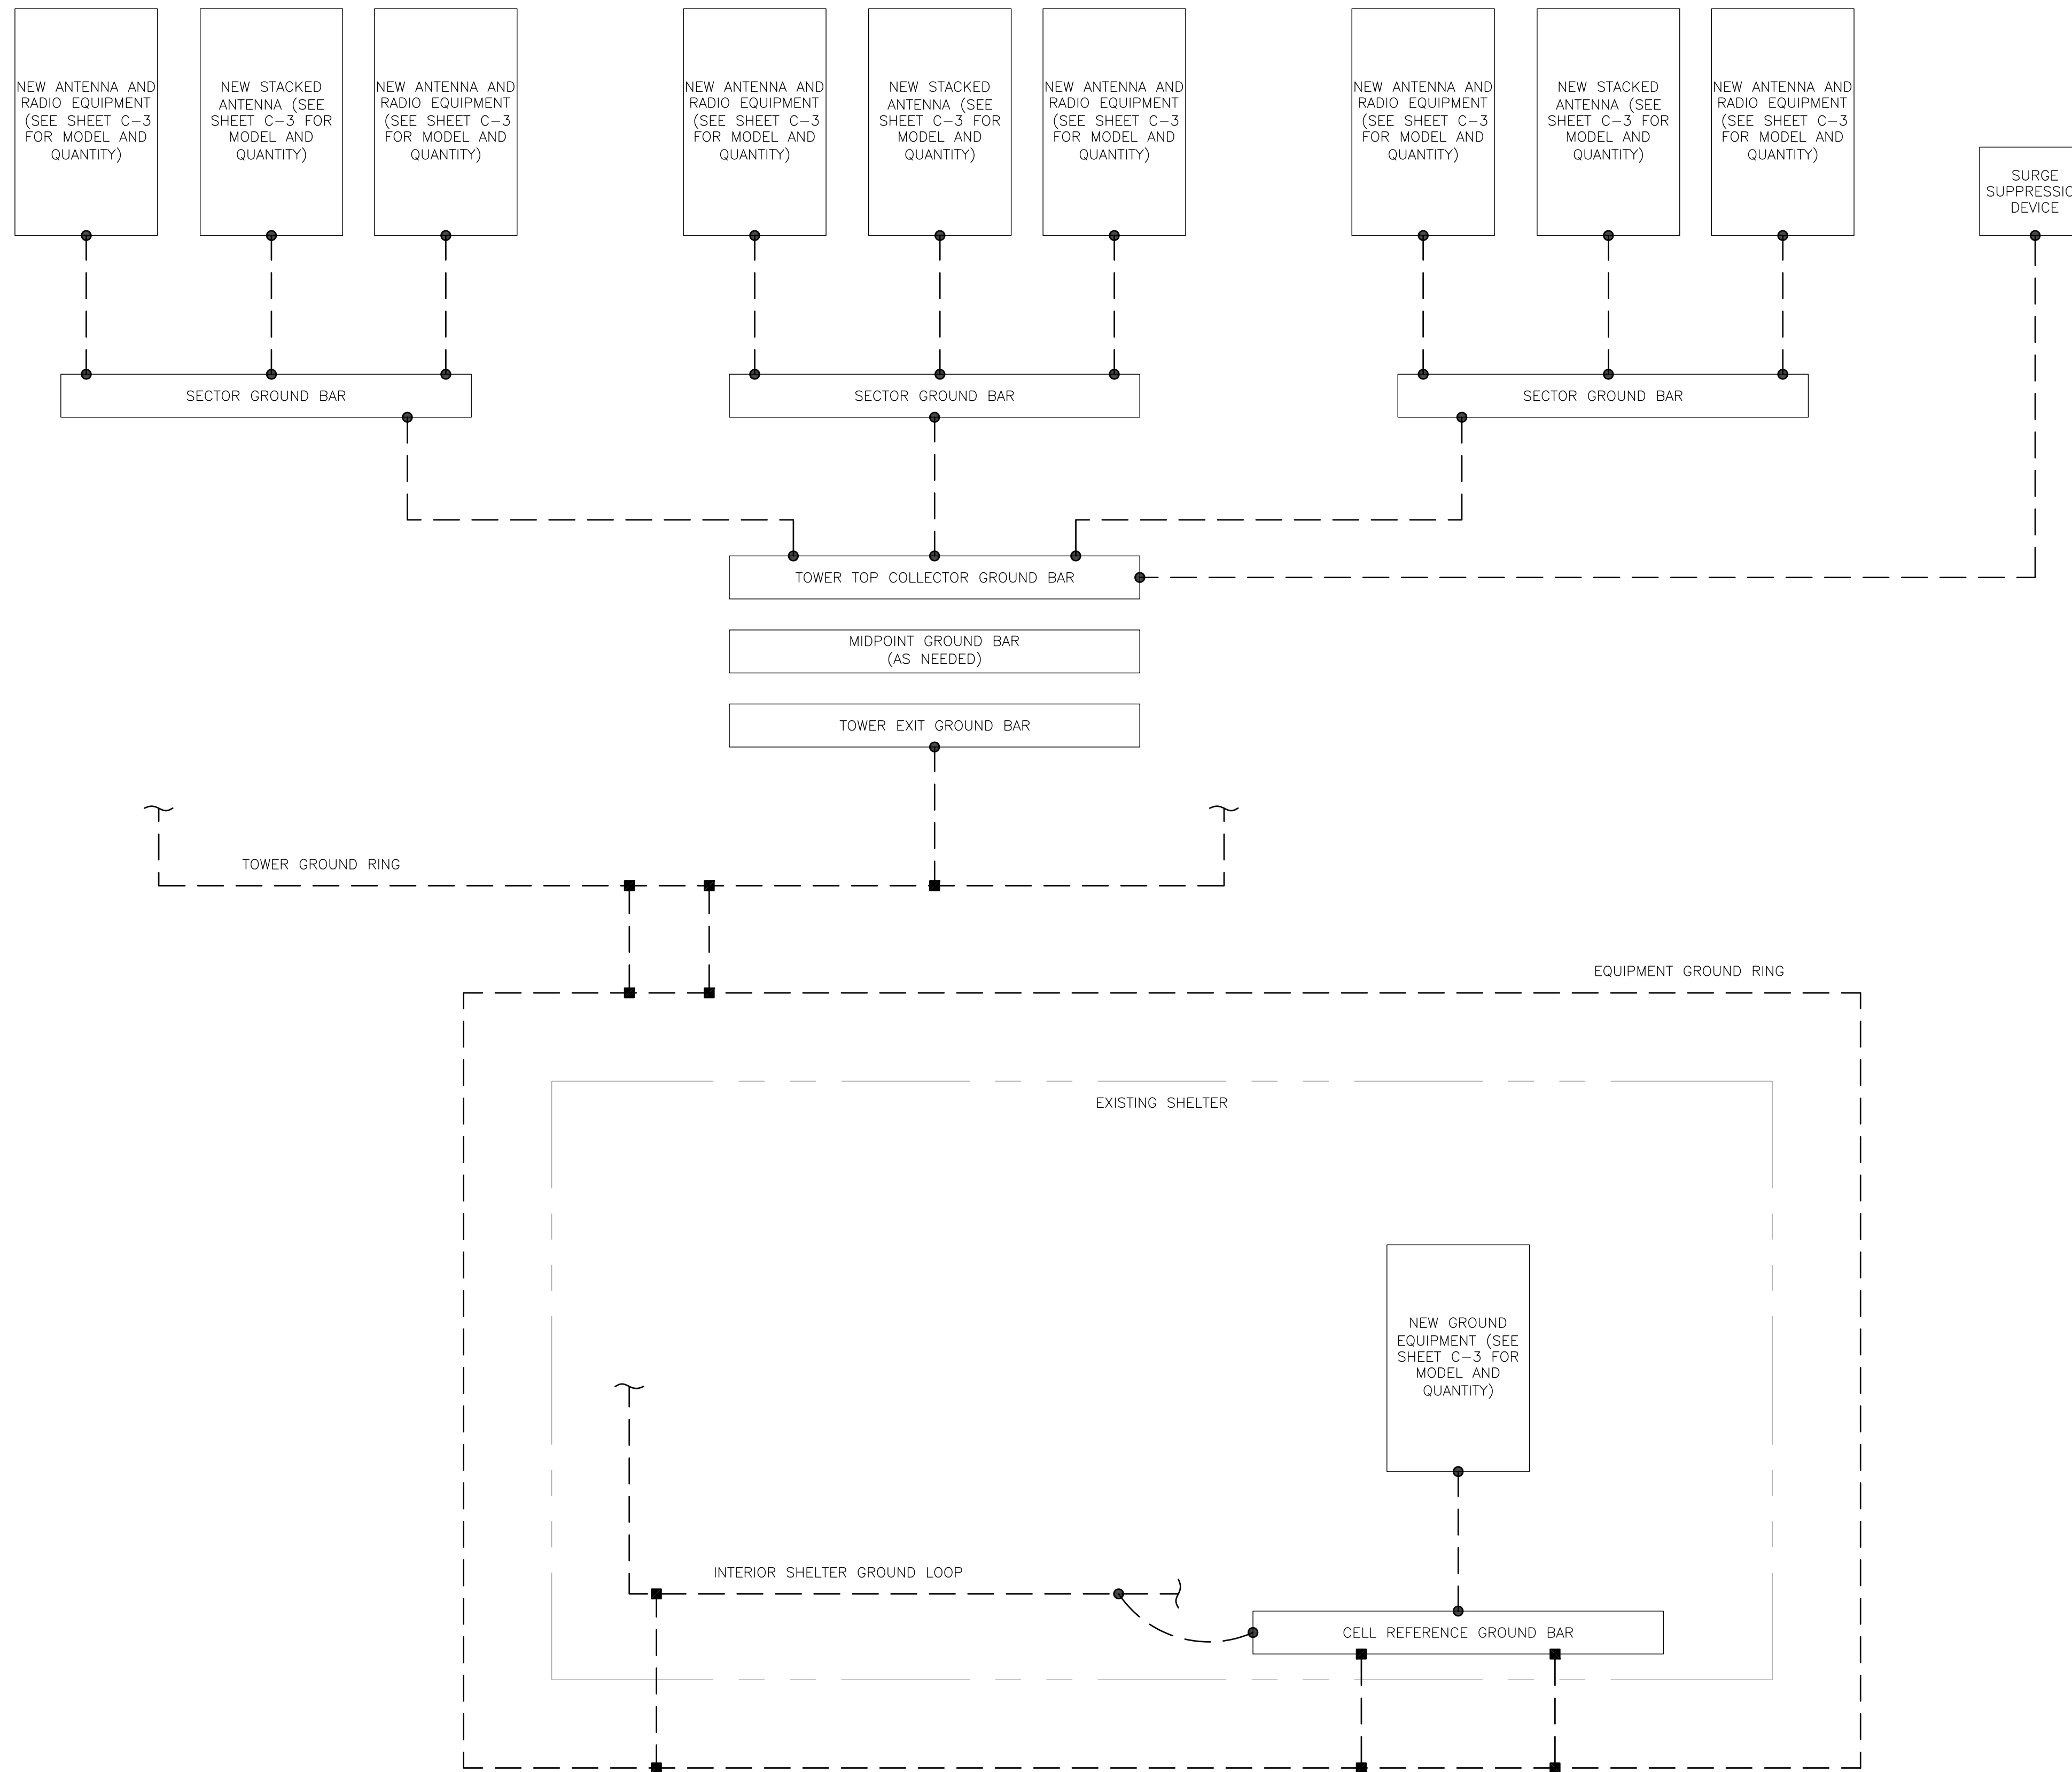 NEW ANTENNA AND
RADIO EQUIPMENT
(SEE SHEET C-3
FOR MODEL AND
QUANTITY)
NEW STACKED
ANTENNA (SEE
SHEET C-3 FOR
MODEL AND
QUANTITY)
NEW ANTENNA AND
RADIO EQUIPMENT
(SEE SHEET C-3
FOR MODEL AND
QUANTITY)
NEW ANTENNA AND
RADIO EQUIPMENT
(SEE SHEET C-3
FOR MODEL AND
QUANTITY)
NEW STACKED
ANTENNA (SEE
SHEET C-3 FOR
MODEL AND
QUANTITY)
NEW ANTENNA AND
RADIO EQUIPMENT
(SEE SHEET C-3
FOR MODEL AND
QUANTITY)
NEW ANTENNA AND
RADIO EQUIPMENT
(SEE SHEET C-3
FOR MODEL AND
QUANTITY)
NEW STACKED
ANTENNA (SEE
SHEET C-3 FOR
MODEL AND
QUANTITY)
NEW ANTENNA AND
RADIO EQUIPMENT
(SEE SHEET C-3
FOR MODEL AND
QUANTITY)
SURGE
DEVICE
SECTOR GROUND BAR
SECTOR GROUND BAR
SECTOR GROUND BAR
TOWER TOP COLLECTOR GROUND BAR
MIDPOINT GROUND BAR
(AS NEEDED)
TOWER EXIT GROUND BAR
TOWER GROUND RING
EQUIPMENT GROUND RING
EXISTING SHELTER
NEW GROUND
EQUIPMENT (SEE
SHEET C-3 FOR
MODEL AND
QUANTITY)
INTERIOR SHELTER GROUND LOOP
CELL REFERENCE GROUND BAR